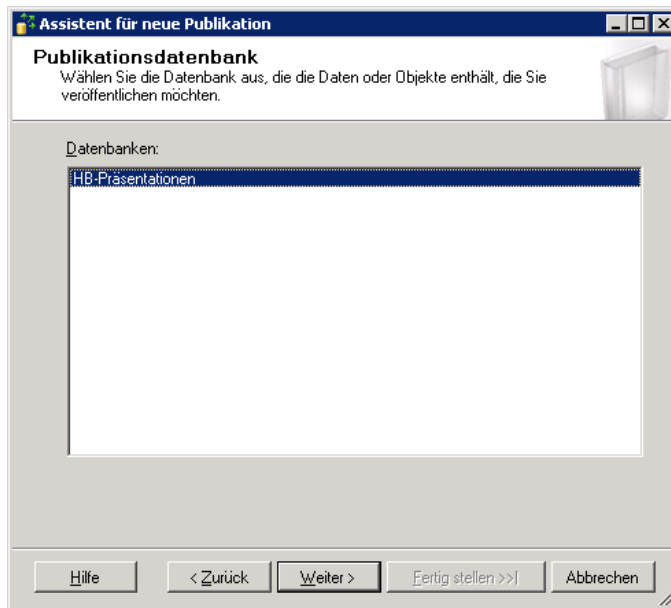 Assistent für neue Publikation
Publikationsdatenbank
Wählen Sie die Datenbank aus, die die Daten oder Objekte enthält, die Sie
veröffentlichen möchten.
Datenbanken:
HB-Präsentationen
Hilfe < Zurück Weiter > Fertig stellen >>| Abbrechen